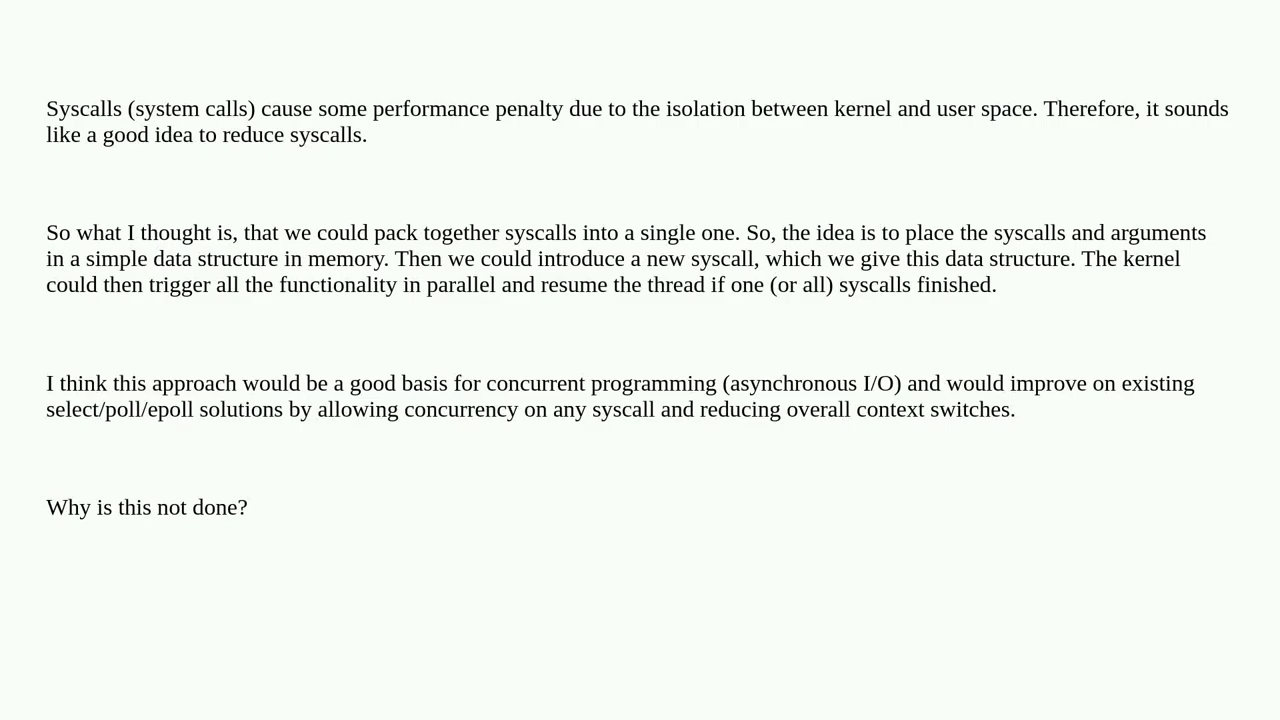 Syscalls (system calls) cause some performance penalty due to the isolation between kernel and user space. Therefore, it sounds
like a good idea to reduce syscalls.
So what I thought is, that we could pack together syscalls into a single one. So, the idea is to place the syscalls and arguments
in a simple data structure in memory. Then we could introduce a new syscall, which we give this data structure. The kernel
could then trigger all the functionality in parallel and resume the thread if one (or all) syscalls finished.
I think this approach would be a good basis for concurrent programming (asynchronous I/O) and would improve on existing
select/poll/epoll solutions by allowing concurrency on any syscall and reducing overall context switches.
Why is this not done?